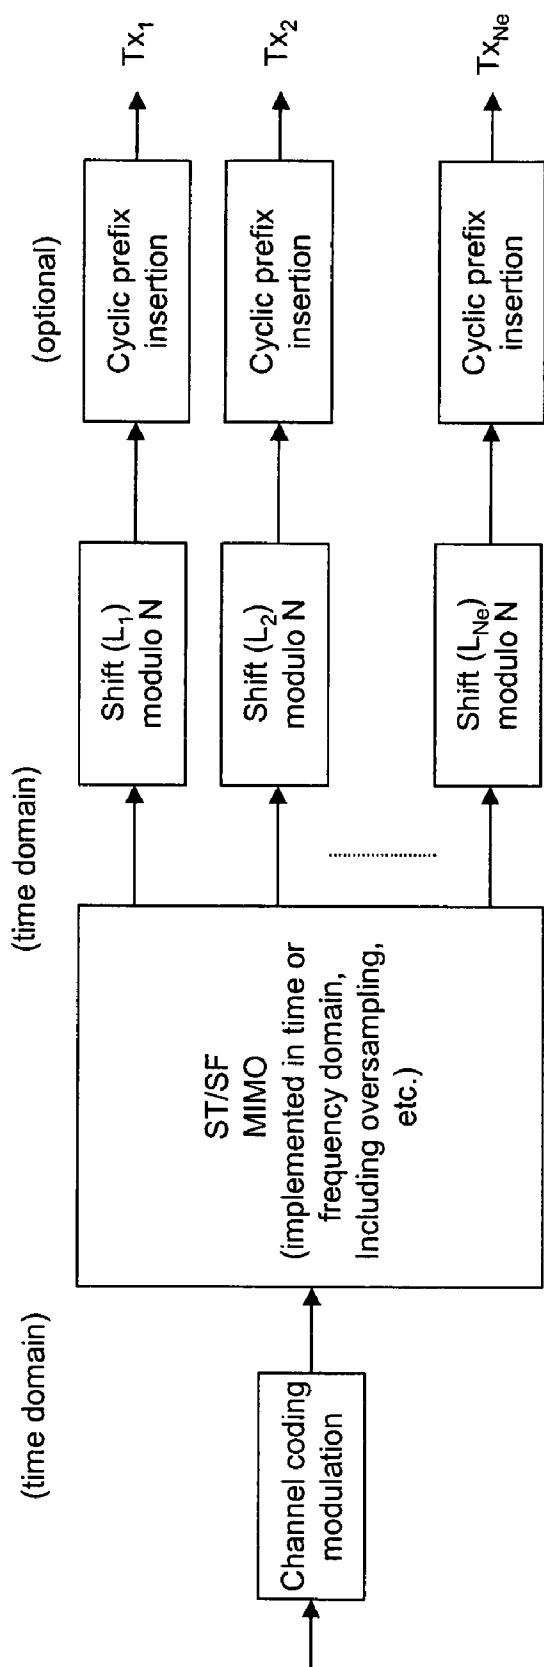 (time domain)
(time domain)
(optional)
Channel coding
modulation
ST/SF
MIMO
(implemented in time or
frequency domain,
Including oversampling,
etc.)
Shift (L₁)
modulo N
Cyclic prefix
insertion
Tx₁
Shift (L₂)
modulo N
Cyclic prefix
insertion
Tx₂
Shift (L_Ne)
modulo N
Cyclic prefix
insertion
Tx_Ne